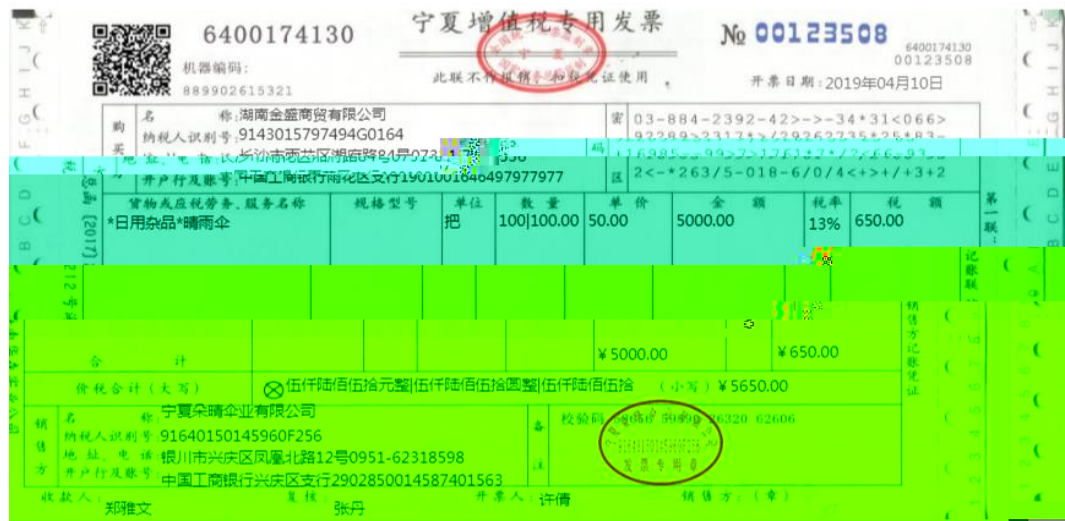 宁夏增值税专用发票
6400174130
№ 00123508
6400174130
00123508
机器编码:
889902615321
此联不作报销、扣税凭证使用
开票日期:2019年04月10日
购买方
名 称:湖南金盛商贸有限公司
纳税人识别号:9143015797494G0164
开户行及账号:中国工商银行雨花区支行1901001646497977977
密码区
03-884-2392-42>->-34*31<066>
2<-*263/5-018-6/0/4<+>+/+3+2
货物或应税劳务、服务名称 规格型号 单位 数量 单价 金额 税率 税额
*日用杂品*晴雨伞 把 100|100.00 50.00 5000.00 13% 650.00
第一联:记账联 销售方记账凭证
合 计 ¥5000.00 ¥650.00
价税合计(大写) 伍仟陆佰伍拾元整|伍仟陆佰伍拾圆整|伍仟陆佰伍拾 (小写)¥5650.00
销售方
名 称:宁夏朵晴伞业有限公司
纳税人识别号:91640150145960F256
地址、电话:银川市兴庆区凤凰北路12号0951-62318598
开户行及账号:中国工商银行兴庆区支行2902850014587401563
备注
校验码 26320 62606
发票专用章
收款人:郑雅文 复核:张丹 开票人:许倩 销售方:(章)